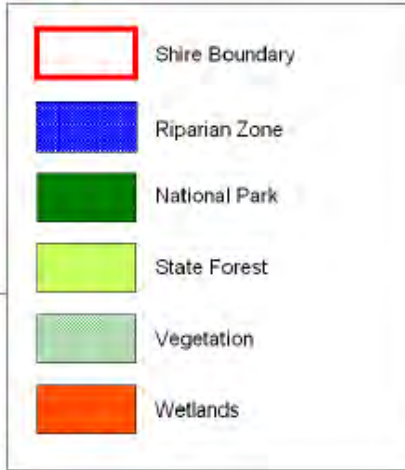 Shire Boundary
Riparian Zone
National Park
State Forest
Vegetation
Wetlands